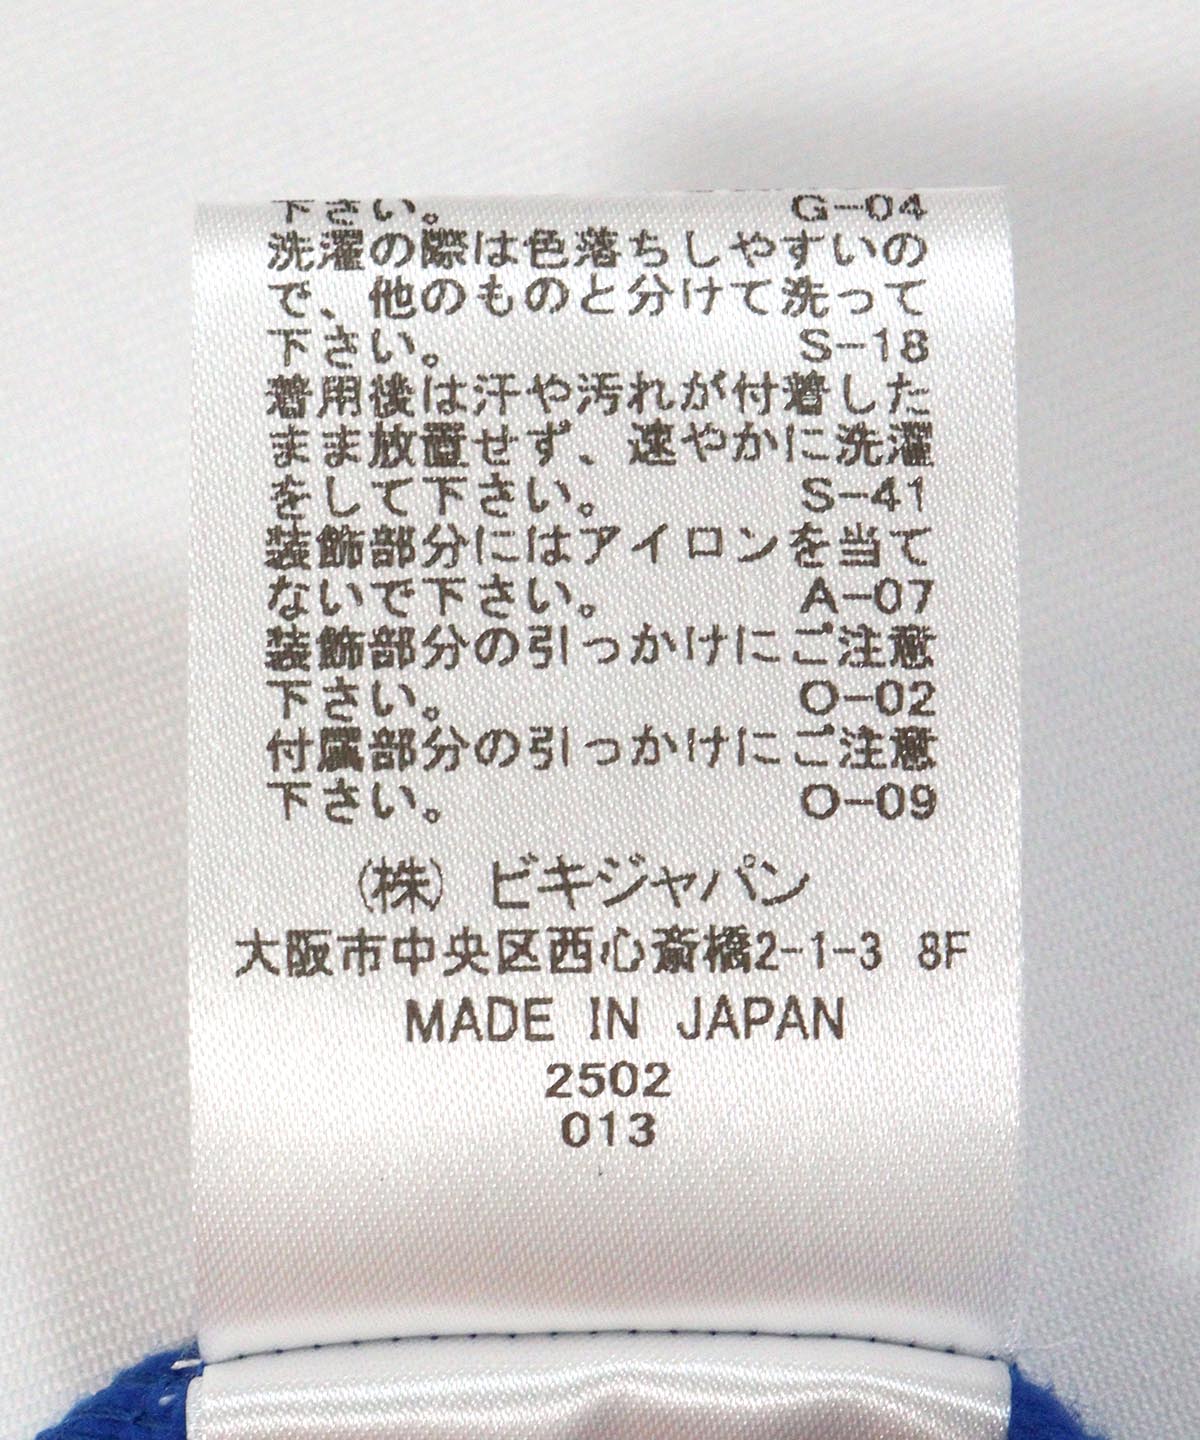 下さい。 G-04
洗濯の際は色落ちしやすいの
で、他のものと分けて洗って
下さい。 S-18
着用後は汗や汚れが付着した
まま放置せず、速やかに洗濯
をして下さい。 S-41
装飾部分にはアイロンを当て
ないで下さい。 A-07
装飾部分の引っかけにご注意
下さい。 O-02
付属部分の引っかけにご注意
下さい。 O-09
(株) ビキジャパン
大阪市中央区西心斎橋2-1-3 8F
MADE IN JAPAN
2502
013